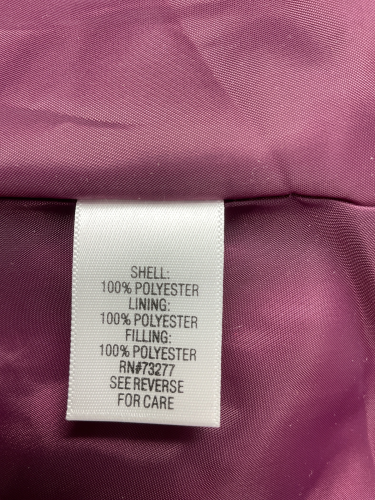 SHELL:
100% POLYESTER
LINING:
100% POLYESTER
FILLING:
100% POLYESTER
RN#73277
SEE REVERSE
FOR CARE